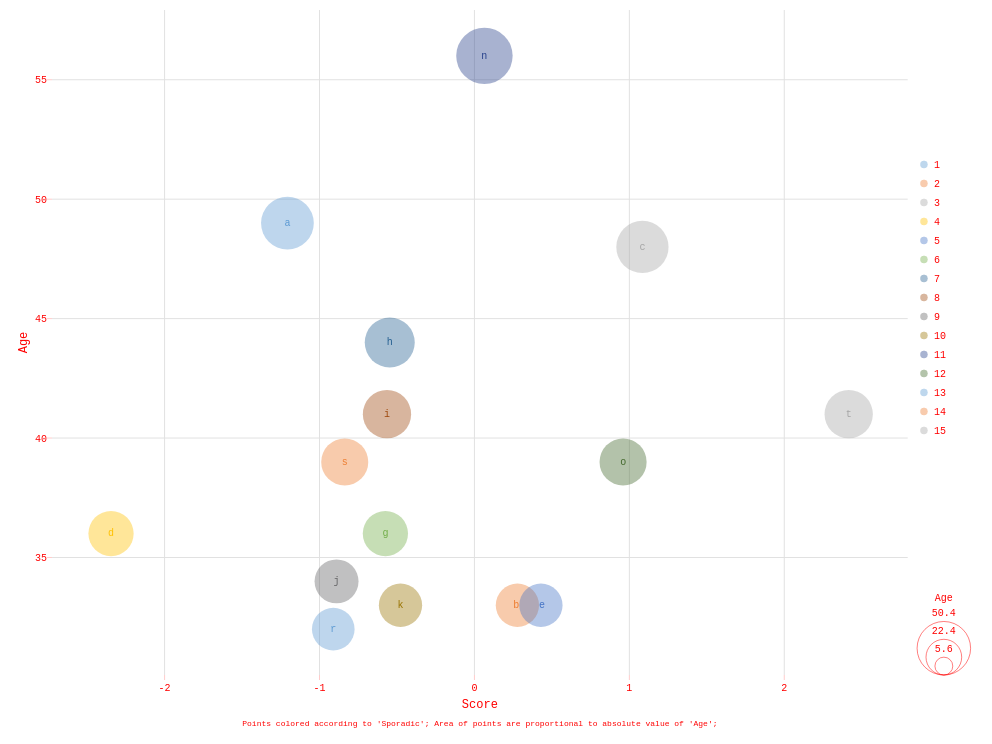 n
55
a
50
c
45
h
Age
i
t
40
s
o
d
g
35
j
k
b
e
r
-2
-1
0
1
2
Score
Points colored according to 'Sporadic'; Area of points are proportional to absolute value of 'Age';
1
2
3
4
5
6
7
8
9
10
11
12
13
14
15
Age
50.4
22.4
5.6